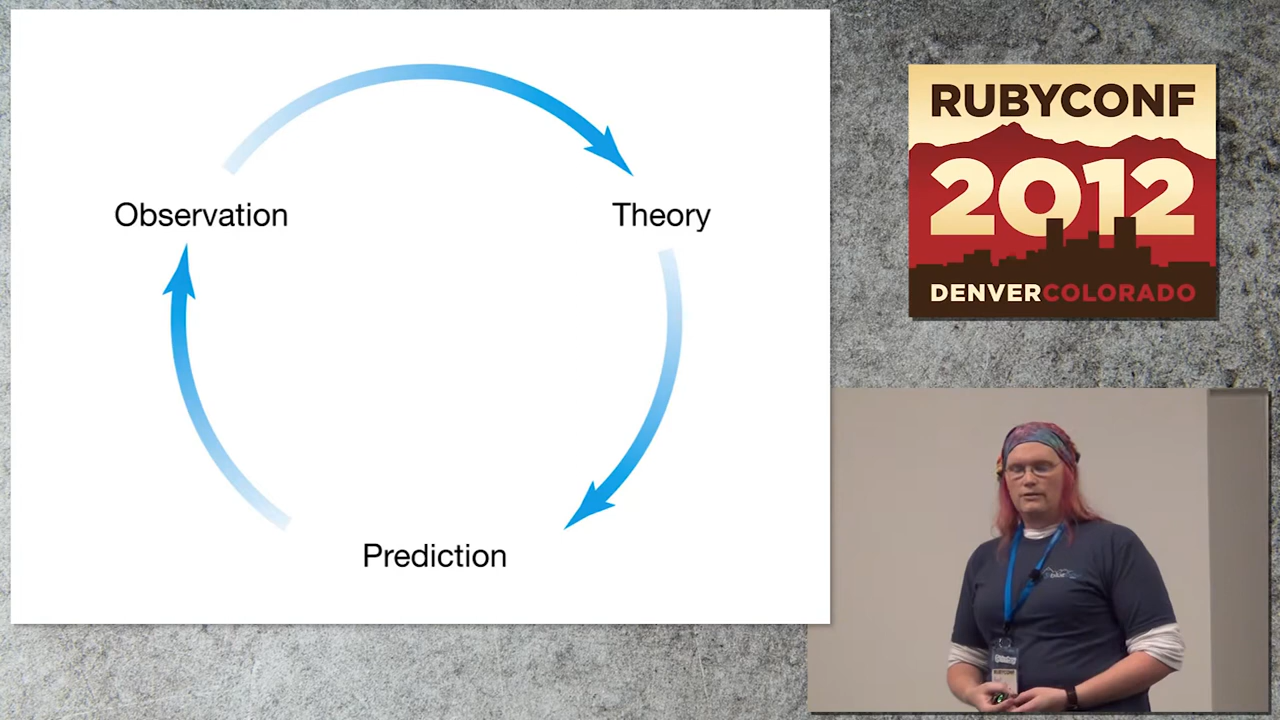 Observation
Theory
Prediction
RUBYCONF
2012
DENVERCOLORADO